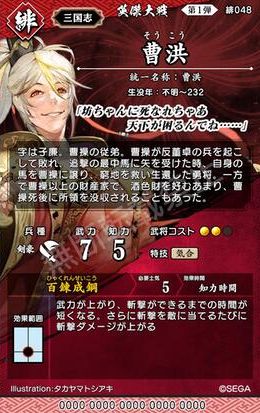 緋
三国志
英傑大戦
第1弾
緋048
そう こう
曹洪
統一名称：曹洪
生没年：不明～232
「坊ちゃんに死なれちゃあ
天下が困るんでね……」
字は子廉。曹操の従弟。曹操が反董卓の兵を起こ
して敗れ、追撃の最中馬に矢を受けた時、自身の
馬を曹操に譲り、窮地を救い生還した勇将。一方
で曹操以上の財産家で、酒色財を好むあまり、曹
操死後に所領を没収されることもあった。
兵種 武力 知力 武将コスト
剣豪 7 5 特技 気合
ひゃくれんせいこう
百錬成鋼
必要士気 5
効果時間 知力時間
効果範囲
武力が上がり、斬撃ができるまでの時間が
短くなる。さらに斬撃を敵に当てるたびに
斬撃ダメージが上がる
Illustration:タカヤマトシアキ
©SEGA
0000-0000-0000-0000-0000